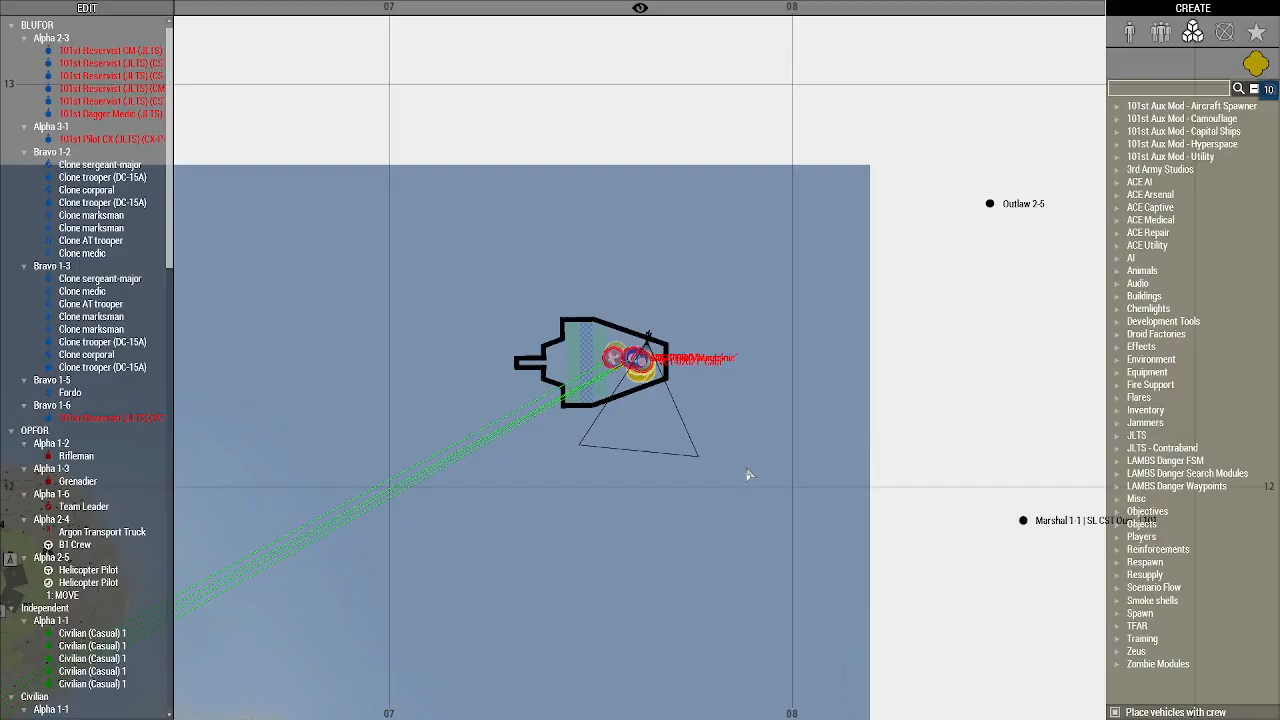 EDIT
07
08
CREATE
BLUFOR
Alpha 2-3
101st Reservist CM (JLTS)
101st Reservist (JLTS) (CS
101st Reservist (JLTS) (CS
101st Reservist (JLTS) (CM
101st Reservist (JLTS) (CS
101st Dagger Medic (JLTS)
Alpha 3-1
101st Pilot CX (JLTS) (CX-P
Bravo 1-2
Clone sergeant-major
Clone trooper (DC-15A)
Clone corporal
Clone trooper (DC-15A)
Clone marksman
Clone marksman
Clone AT trooper
Clone medic
Bravo 1-3
Clone sergeant-major
Clone medic
Clone AT trooper
Clone marksman
Clone marksman
Clone trooper (DC-15A)
Clone corporal
Clone trooper (DC-15A)
Bravo 1-5
Fordo
Bravo 1-6
OPFOR
Alpha 1-2
Rifleman
Alpha 1-3
Grenader
Alpha 1-6
Team Leader
Alpha 2-4
Argon Transport Truck
B1 Crew
Alpha 2-5
Helicopter Pilot
Helicopter Pilot
1: MOVE
Independent
Alpha 1-1
Civilian (Casual) 1
Civilian (Casual) 1
Civilian (Casual) 1
Civilian (Casual) 1
Civilian (Casual) 1
Civilian
Alpha 1-1
13
Outlaw 2-5
Marshal 1-1 | SL CST
12
07
08
10
101st Aux Mod - Aircraft Spawner
101st Aux Mod - Camouflage
101st Aux Mod - Capital Ships
101st Aux Mod - Hyperspace
101st Aux Mod - Utility
3rd Army Studios
ACE AI
ACE Arsenal
ACE Captive
ACE Medical
ACE Repair
ACE Utility
AI
Animals
Audio
Buildings
Chemlights
Development Tools
Droid Factories
Effects
Environment
Equipment
Fire Support
Flares
Inventory
Jammers
JLTS
JLTS - Contraband
LAMBS Danger FSM
LAMBS Danger Search Modules
LAMBS Danger Waypoints
Misc
Objectives
Objects
Players
Reinforcements
Respawn
Resupply
Scenario Flow
Smoke shells
Spawn
TFAR
Training
Zeus
Zombie Modules
Place vehicles with crew